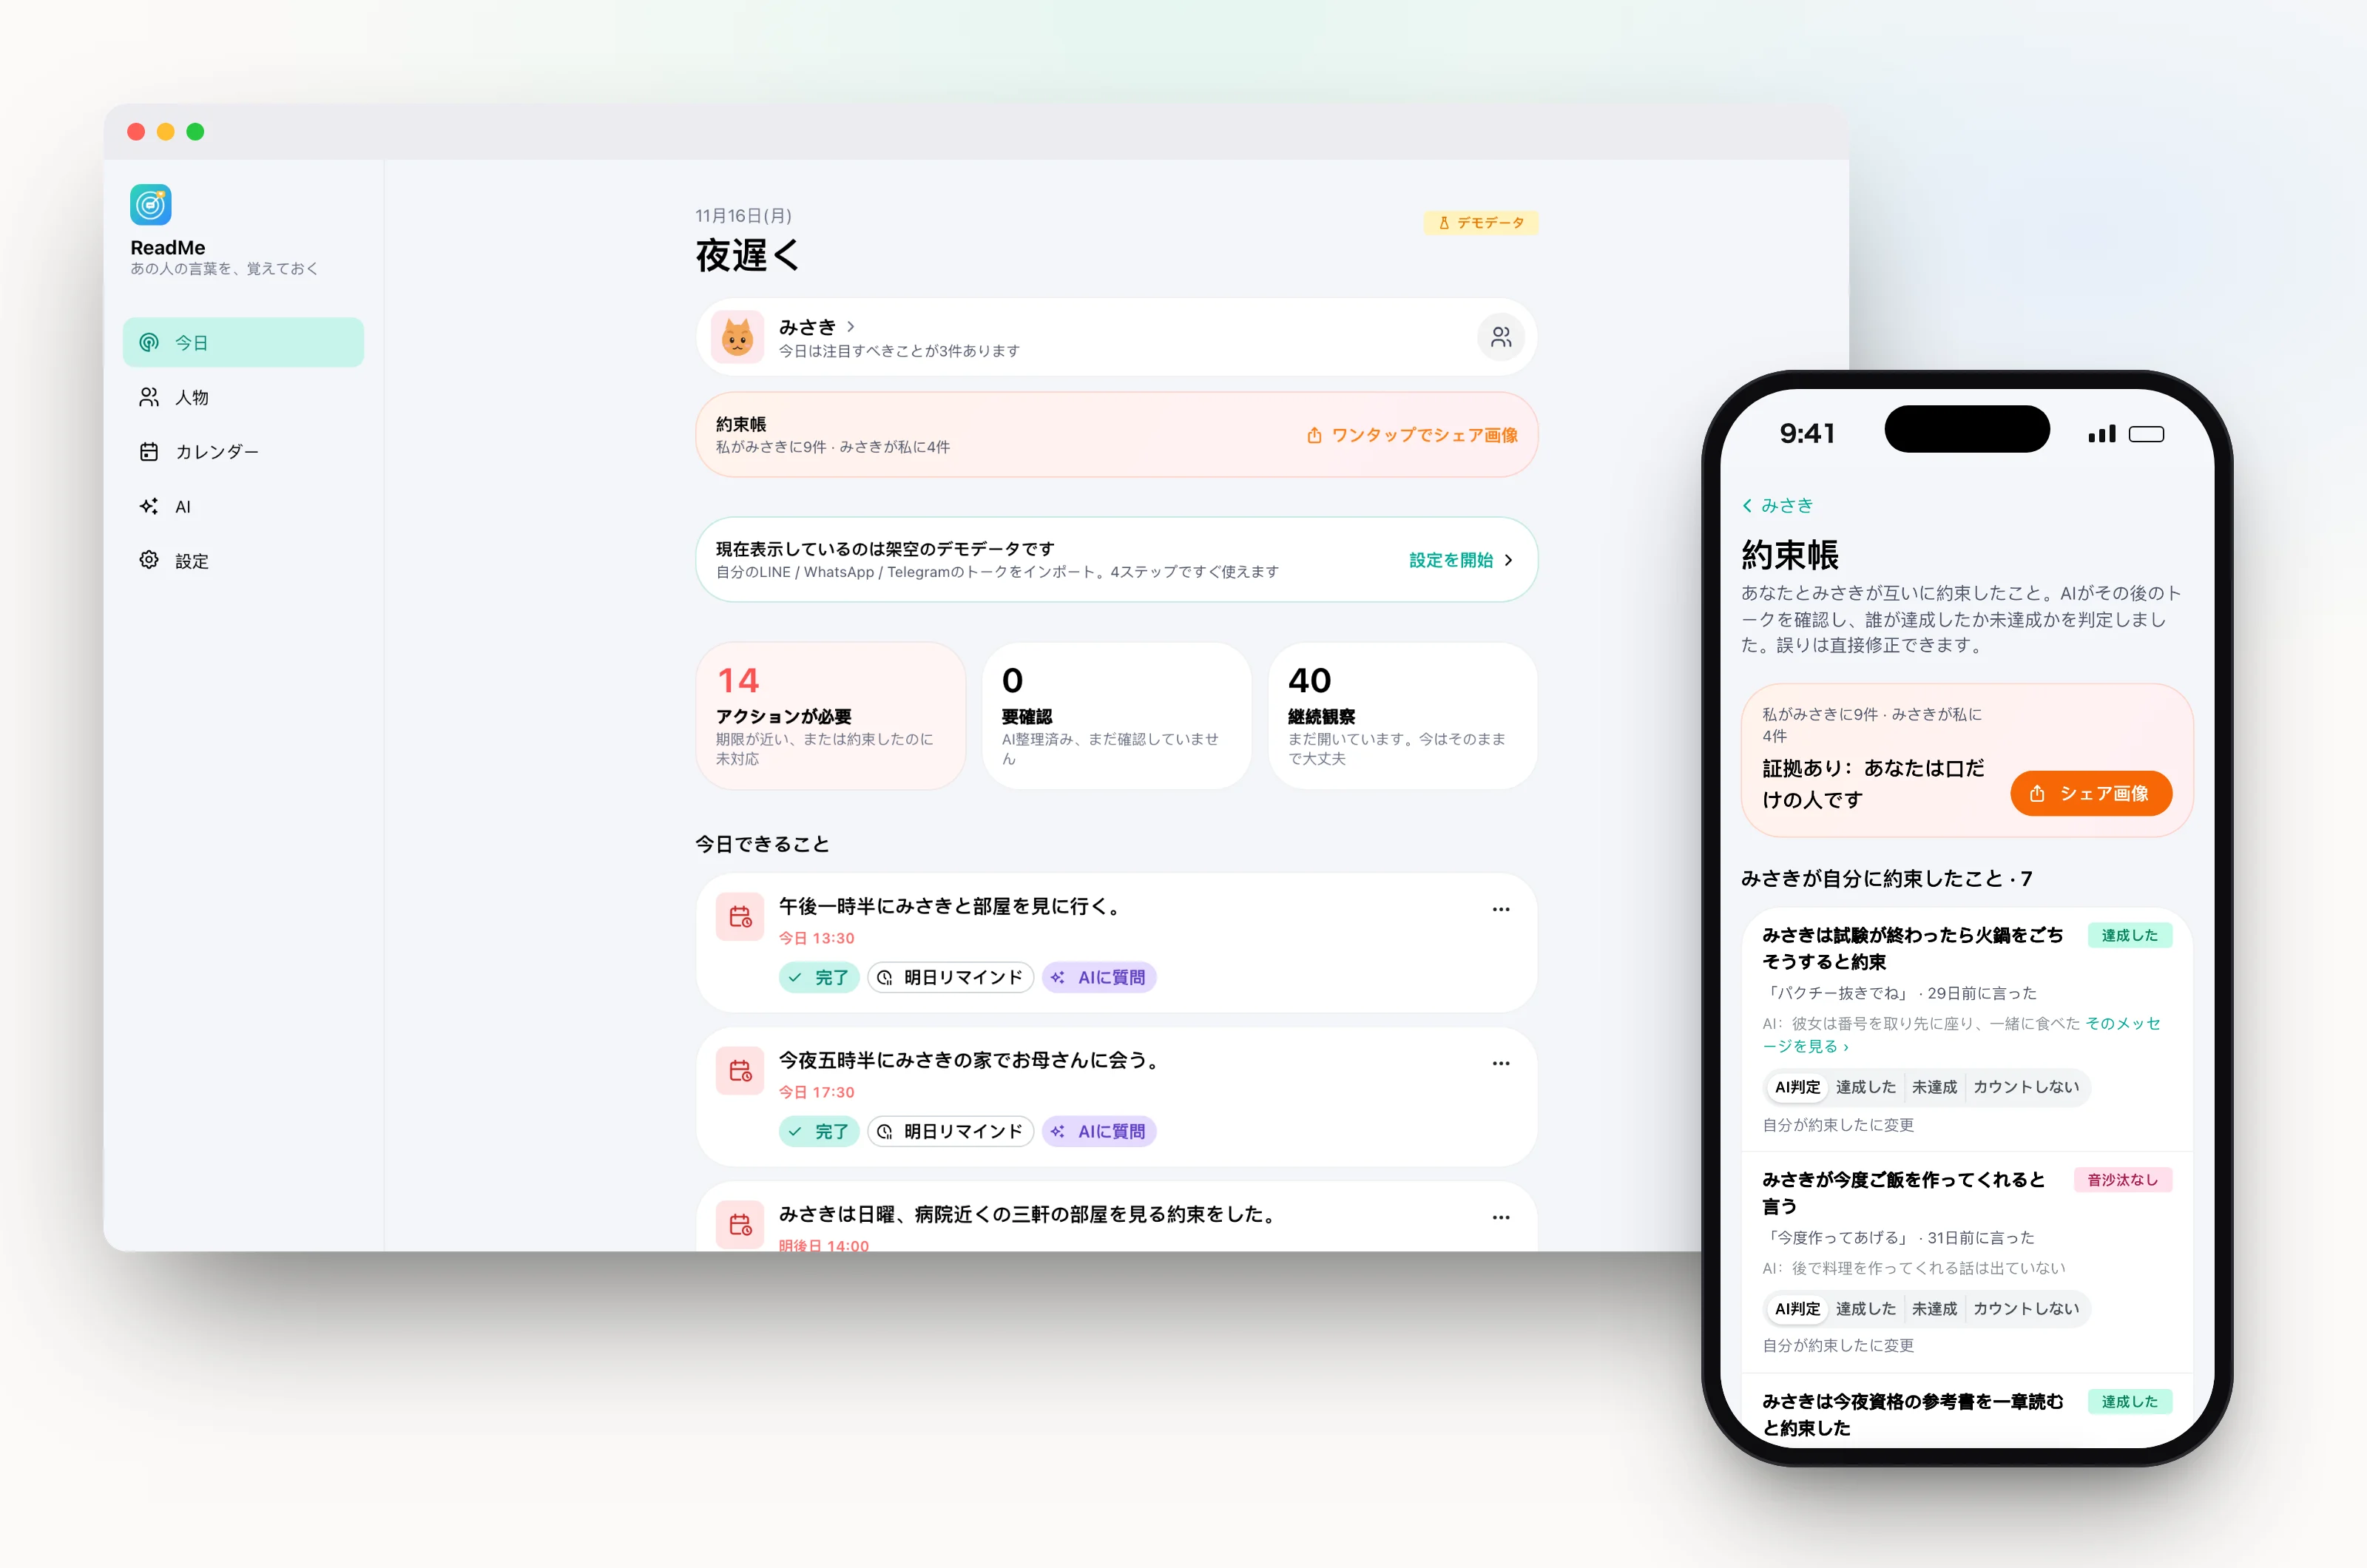 ReadMe
あの人の言葉を、覚えておく
今日
人物
カレンダー
AI
設定
11月16日(月)
夜遅く
デモデータ
みさき
今日は注目すべきことが3件あります
約束帳
私がみさきに9件 · みさきが私に4件
ワンタップでシェア画像
現在表示しているのは架空のデモデータです
自分のLINE / WhatsApp / Telegramのトークをインポート。4ステップですぐ使えます
設定を開始
14
アクションが必要
期限が近い、または約束したのに
未対応
0
要確認
AI整理済み、まだ確認していませ
ん
40
継続観察
まだ開いています。今はそのまま
で大丈夫
今日できること
午後一時半にみさきと部屋を見に行く。
今日 13:30
完了
明日リマインド
AIに質問
今夜五時半にみさきの家でお母さんに会う。
今日 17:30
完了
明日リマインド
AIに質問
みさきは日曜、病院近くの三軒の部屋を見る約束をした。
明後日 14:00
9:41
みさき
約束帳
あなたとみさきが互いに約束したこと。AIがその後のト
ークを確認し、誰が達成したか未達成かを判定しまし
た。誤りは直接修正できます。
私がみさきに9件 · みさきが私に
4件
証拠あり：あなたは口だ
けの人です
シェア画像
みさきが自分に約束したこと · 7
みさきは試験が終わったら火鍋をごち
そうすると約束
達成した
「パクチー抜きでね」 · 29日前に言った
AI：彼女は番号を取り先に座り、一緒に食べた そのメッセ
ージを見る ›
AI判定 達成した 未達成 カウントしない
自分が約束したに変更
みさきが今度ご飯を作ってくれると
言う
音沙汰なし
「今度作ってあげる」 · 31日前に言った
AI：後で料理を作ってくれる話は出ていない
AI判定 達成した 未達成 カウントしない
自分が約束したに変更
みさきは今夜資格の参考書を一章読む
と約束した
達成した